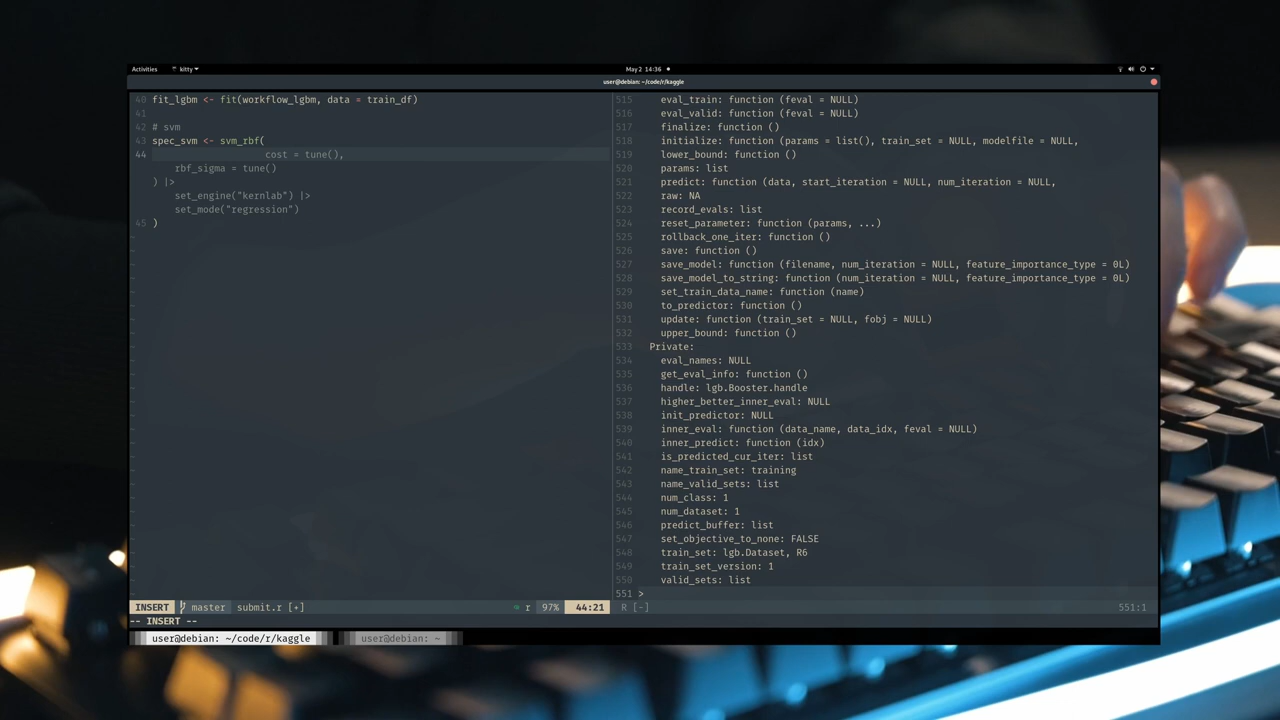 Activities kitty May 2 14:36
user@debian: ~/code/r/kaggle
40 fit_lgbm <- fit(workflow_lgbm, data = train_df)
41
42 # svm
43 spec_svm <- svm_rbf(
44 cost = tune(),
rbf_sigma = tune()
) |>
set_engine("kernlab") |>
set_mode("regression")
45 )
INSERT master submit.r [+] r 97% 44:21
-- INSERT --
515 eval_train: function (feval = NULL)
516 eval_valid: function (feval = NULL)
517 finalize: function ()
518 initialize: function (params = list(), train_set = NULL, modelfile = NULL,
519 lower_bound: function ()
520 params: list
521 predict: function (data, start_iteration = NULL, num_iteration = NULL,
522 raw: NA
523 record_evals: list
524 reset_parameter: function (params, ...)
525 rollback_one_iter: function ()
526 save: function ()
527 save_model: function (filename, num_iteration = NULL, feature_importance_type = 0L)
528 save_model_to_string: function (num_iteration = NULL, feature_importance_type = 0L)
529 set_train_data_name: function (name)
530 to_predictor: function ()
531 update: function (train_set = NULL, fobj = NULL)
532 upper_bound: function ()
533 Private:
534 eval_names: NULL
535 get_eval_info: function ()
536 handle: lgb.Booster.handle
537 higher_better_inner_eval: NULL
538 init_predictor: NULL
539 inner_eval: function (data_name, data_idx, feval = NULL)
540 inner_predict: function (idx)
541 is_predicted_cur_iter: list
542 name_train_set: training
543 name_valid_sets: list
544 num_class: 1
545 num_dataset: 1
546 predict_buffer: list
547 set_objective_to_none: FALSE
548 train_set: lgb.Dataset, R6
549 train_set_version: 1
550 valid_sets: list
551 >
R [-] 551:1
user@debian: ~/code/r/kaggle user@debian: ~